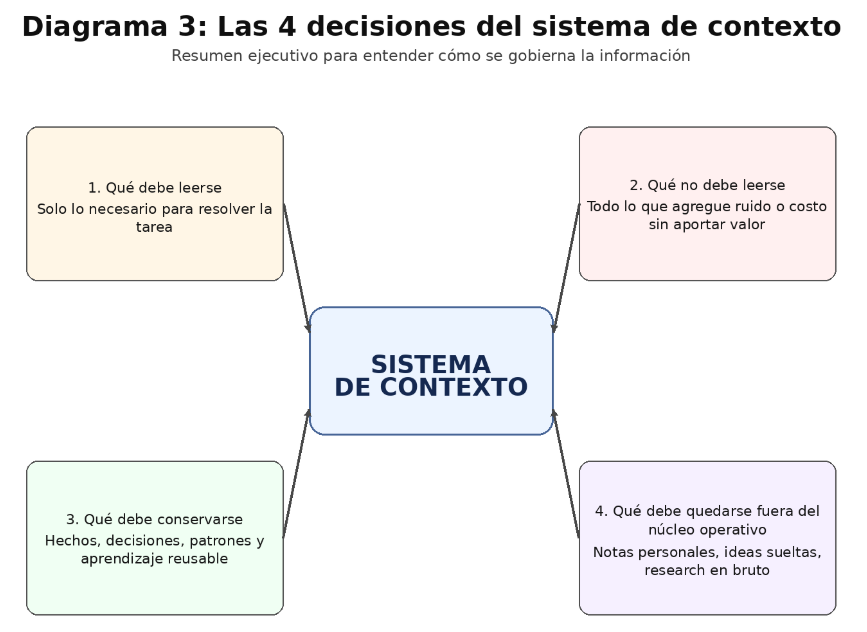 Diagrama 3: Las 4 decisiones del sistema de contexto
Resumen ejecutivo para entender cómo se gobierna la información
1. Qué debe leerse
Solo lo necesario para resolver la
tarea
2. Qué no debe leerse
Todo lo que agregue ruido o costo
sin aportar valor
SISTEMA
DE CONTEXTO
3. Qué debe conservarse
Hechos, decisiones, patrones y
aprendizaje reusable
4. Qué debe quedarse fuera del
núcleo operativo
Notas personales, ideas sueltas,
research en bruto